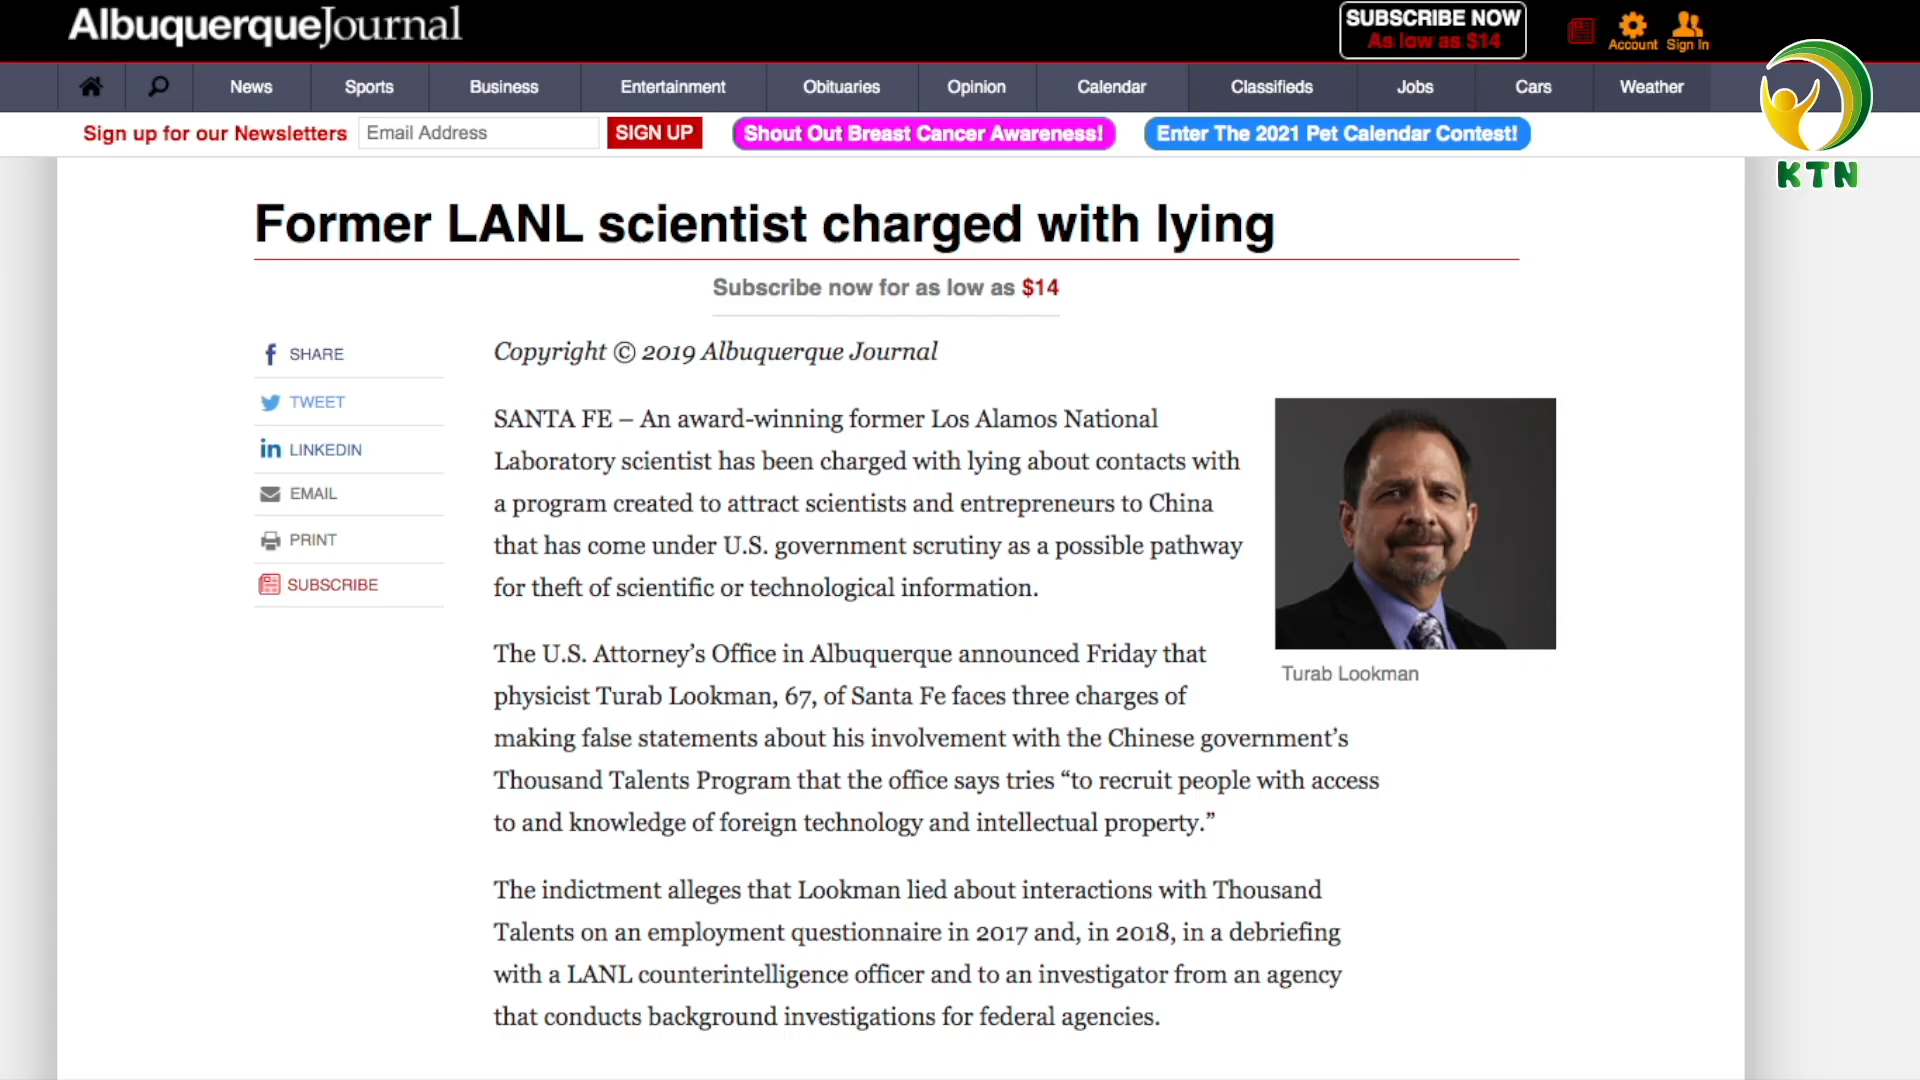 AlbuquerqueJournal
SUBSCRIBE NOW
As low as $14
Account
Sign In
News
Sports
Business
Entertainment
Obituaries
Opinion
Calendar
Classifieds
Jobs
Cars
Weather
Sign up for our Newsletters
Email Address
SIGN UP
Shout Out Breast Cancer Awareness!
Enter The 2021 Pet Calendar Contest!
KTN
Former LANL scientist charged with lying
Subscribe now for as low as $14
SHARE
TWEET
LINKEDIN
EMAIL
PRINT
SUBSCRIBE
Copyright © 2019 Albuquerque Journal
SANTA FE – An award-winning former Los Alamos National
Laboratory scientist has been charged with lying about contacts with
a program created to attract scientists and entrepreneurs to China
that has come under U.S. government scrutiny as a possible pathway
for theft of scientific or technological information.
Turab Lookman
The U.S. Attorney’s Office in Albuquerque announced Friday that
physicist Turab Lookman, 67, of Santa Fe faces three charges of
making false statements about his involvement with the Chinese government’s
Thousand Talents Program that the office says tries “to recruit people with access
to and knowledge of foreign technology and intellectual property.”
The indictment alleges that Lookman lied about interactions with Thousand
Talents on an employment questionnaire in 2017 and, in 2018, in a debriefing
with a LANL counterintelligence officer and to an investigator from an agency
that conducts background investigations for federal agencies.